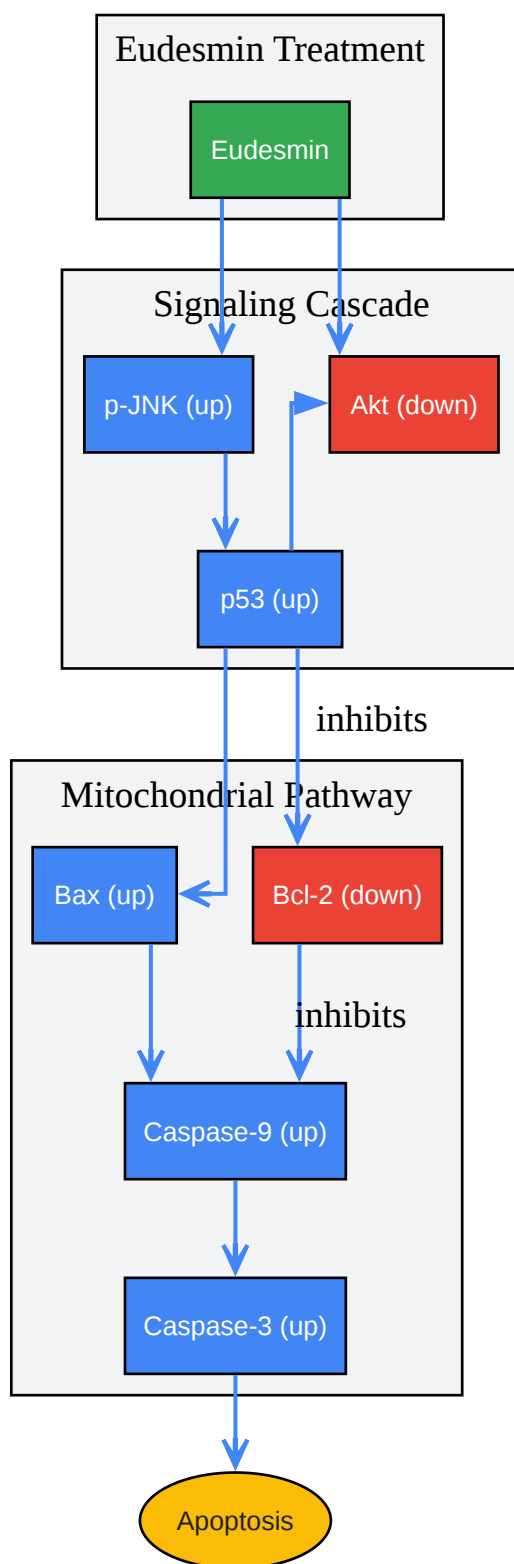 Eudesmin Treatment
Eudesmin
Signaling Cascade
p-JNK (up)
Akt (down)
p53 (up)
inhibits
Mitochondrial Pathway
Bax (up)
Bcl-2 (down)
inhibits
Caspase-9 (up)
Caspase-3 (up)
Apoptosis